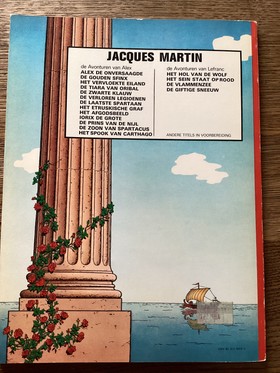 JACQUES MARTIN
de Avonturen van Alex
ALEX DE ONVERSAAGDE
DE GOUDEN SFINX
HET VERVLOEKTE EILAND
DE TIARA VAN ORIBAL
DE ZWARTE KLAUW
DE VERLOREN LEGIOENEN
DE LAATSTE SPARTAAN
HET ETRUSKISCHE GRAF
HET AFGODSBEELD
IORIX DE GROTE
DE PRINS VAN DE NIJL
DE ZOON VAN SPARTACUS
HET SPOOK VAN CARTHAGO
de Avonturen van Lefranc
HET HOL VAN DE WOLF
HET SEIN STAAT OP ROOD
DE VLAMMENZEE
DE GIFTIGE SNEEUW
ANDERE TITELS IN VOORBEREIDING